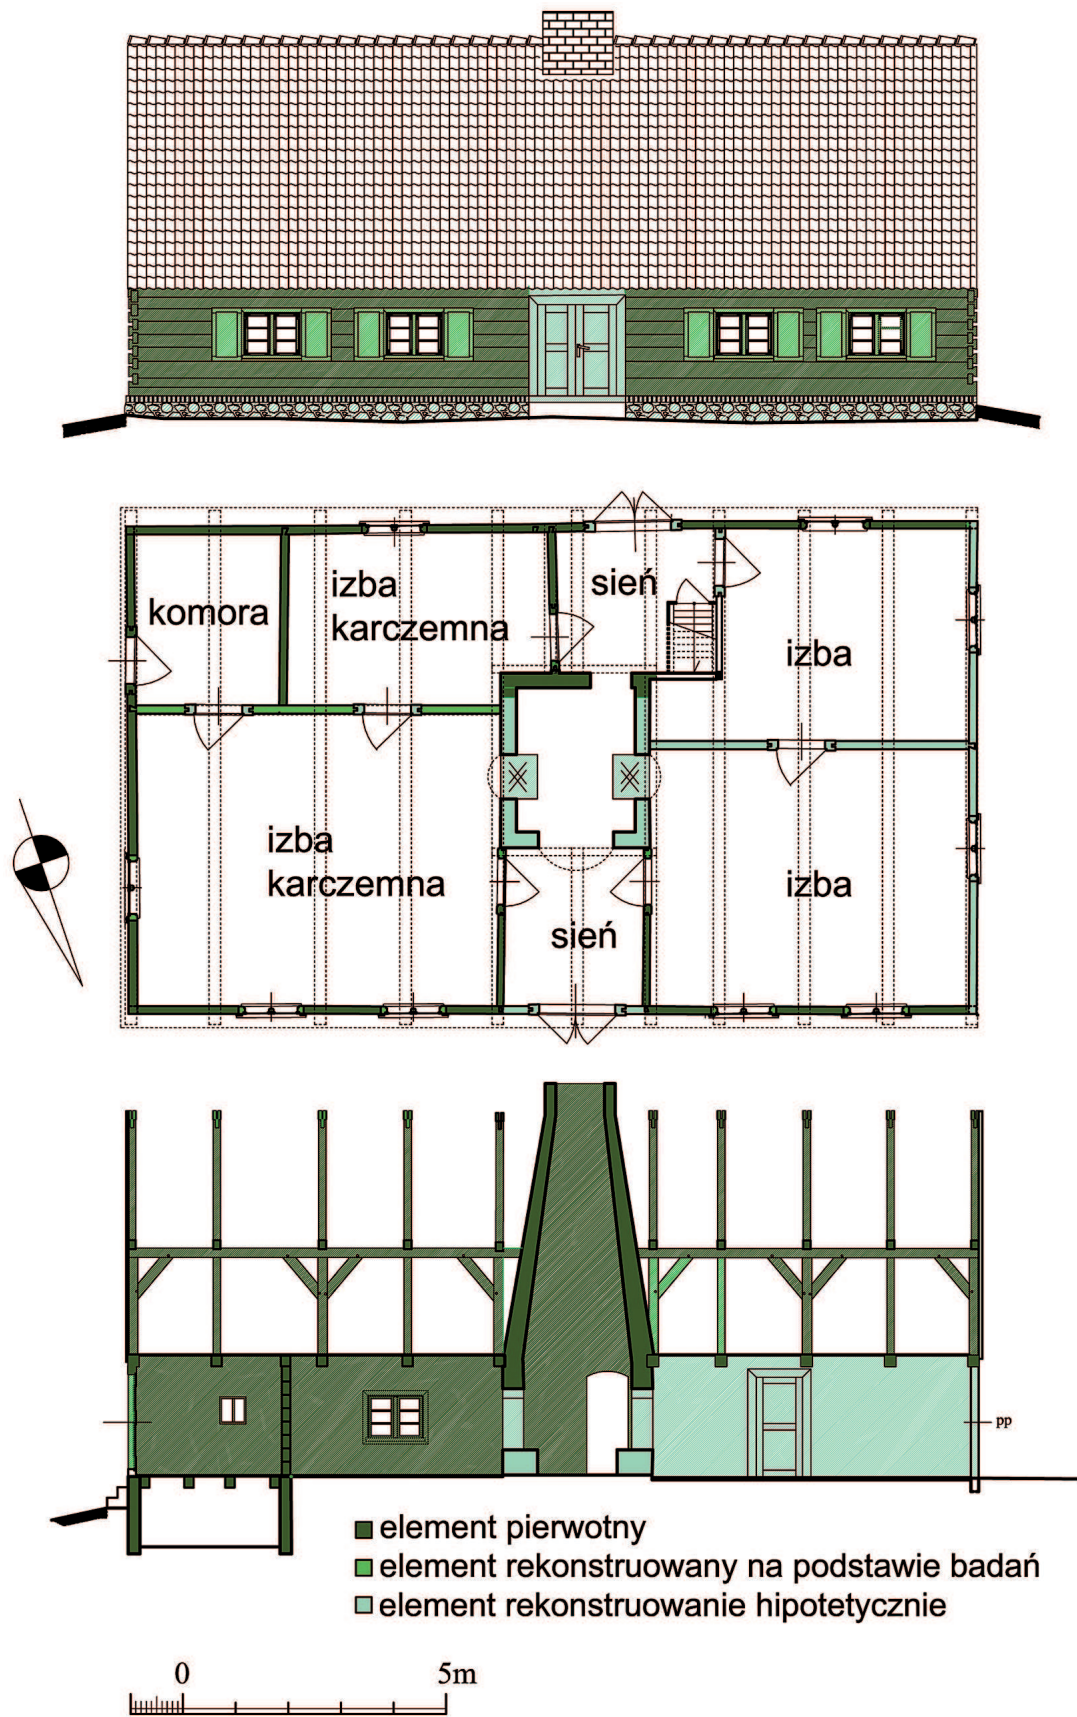 komora
izba
karczemna
sień
izba
izba
karczemna
sień
izba
pp
element pierwotny
element rekonstruowany na podstawie badań
element rekonstruowanie hipotetycznie
0 5m